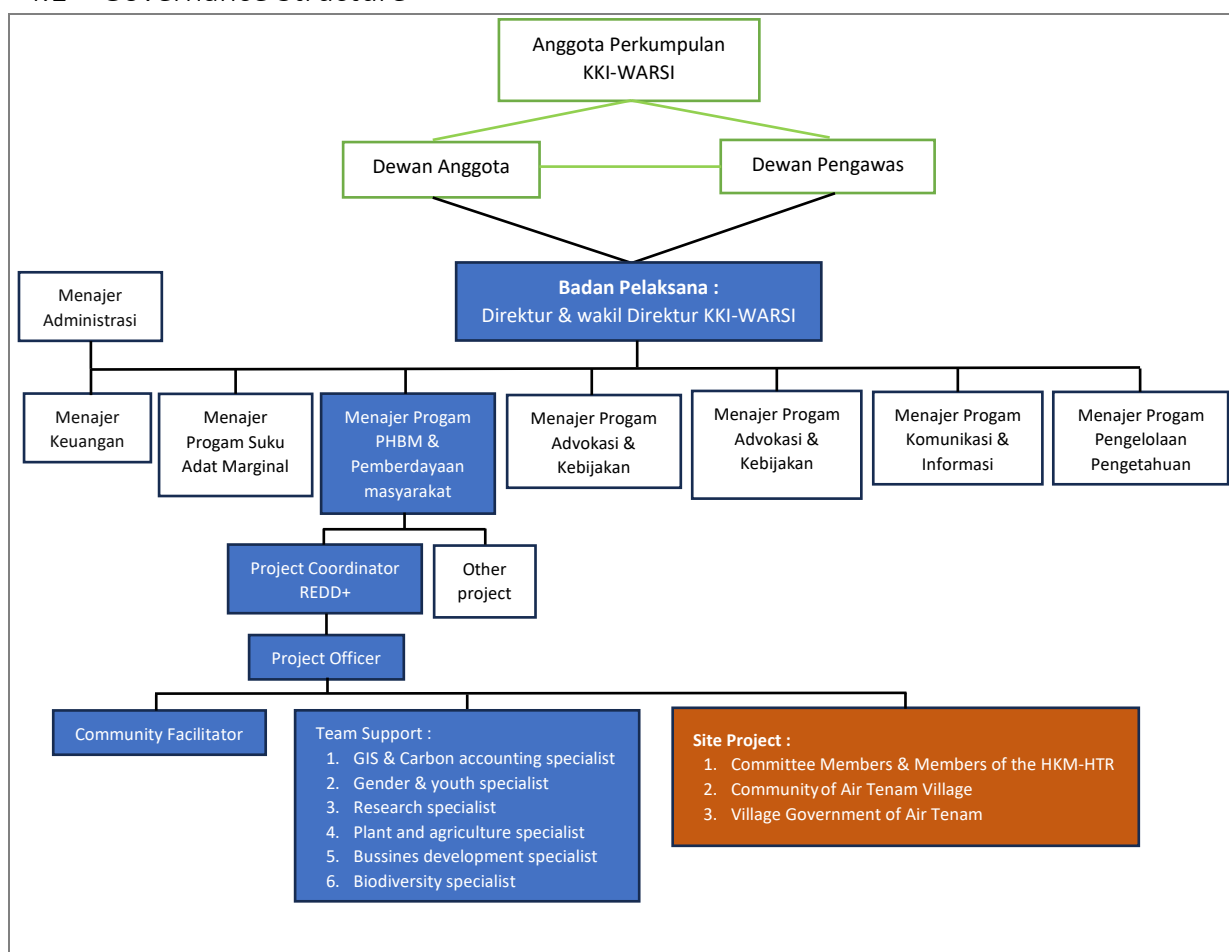 Governance Structure
Anggota Perkumpulan
KKI-WARSI
Dewan Anggota
Dewan Pengawas
Menajer
Administrasi
Badan Pelaksana :
Direktur & wakil Direktur KKI-WARSI
Menajer
Keuangan
Menajer
Progam Suku
Adat Marginal
Menajer Progam
PHBM &
Pemberdayaan
masyarakat
Menajer Progam
Advokasi &
Kebijakan
Menajer Progam
Advokasi &
Kebijakan
Menajer Progam
Komunikasi &
Informasi
Menajer Progam
Pengelolaan
Pengetahuan
Project Coordinator
REDD+
Other
project
Project Officer
Community Facilitator
Team Support :
1. GIS & Carbon accounting specialist
2. Gender & youth specialist
3. Research specialist
4. Plant and agriculture specialist
5. Bussines development specialist
6. Biodiversity specialist
Site Project :
1. Committee Members & Members of the HKM-HTR
2. Community of Air Tenam Village
3. Village Government of Air Tenam